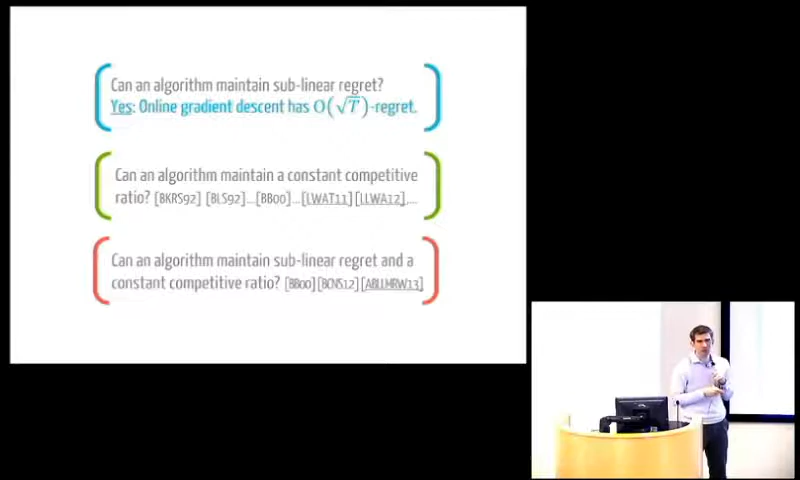 Can an algorithm maintain sub-linear regret?
Yes: Online gradient descent has O(√T)-regret.
Can an algorithm maintain a constant competitive
ratio? [BKRS92] [BLS92]...[BB00]...[LWAT11][LLWA12],...
Can an algorithm maintain sub-linear regret and a
constant competitive ratio? [BB00][BCNS12][ABLLMRW13]